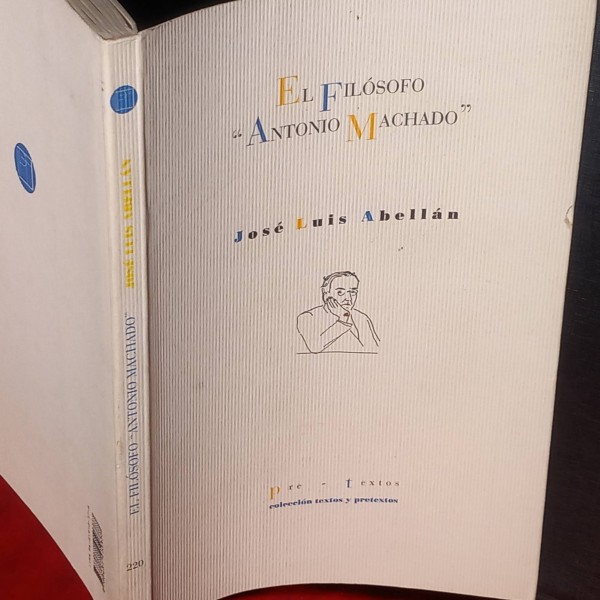 El Filósofo
“Antonio Machado”
José Luis Abellán
Pre - textos
colección textos y pretextos
JOSÉ LUIS ABELLÁN
EL FILÓSOFO “ANTONIO MACHADO”
220